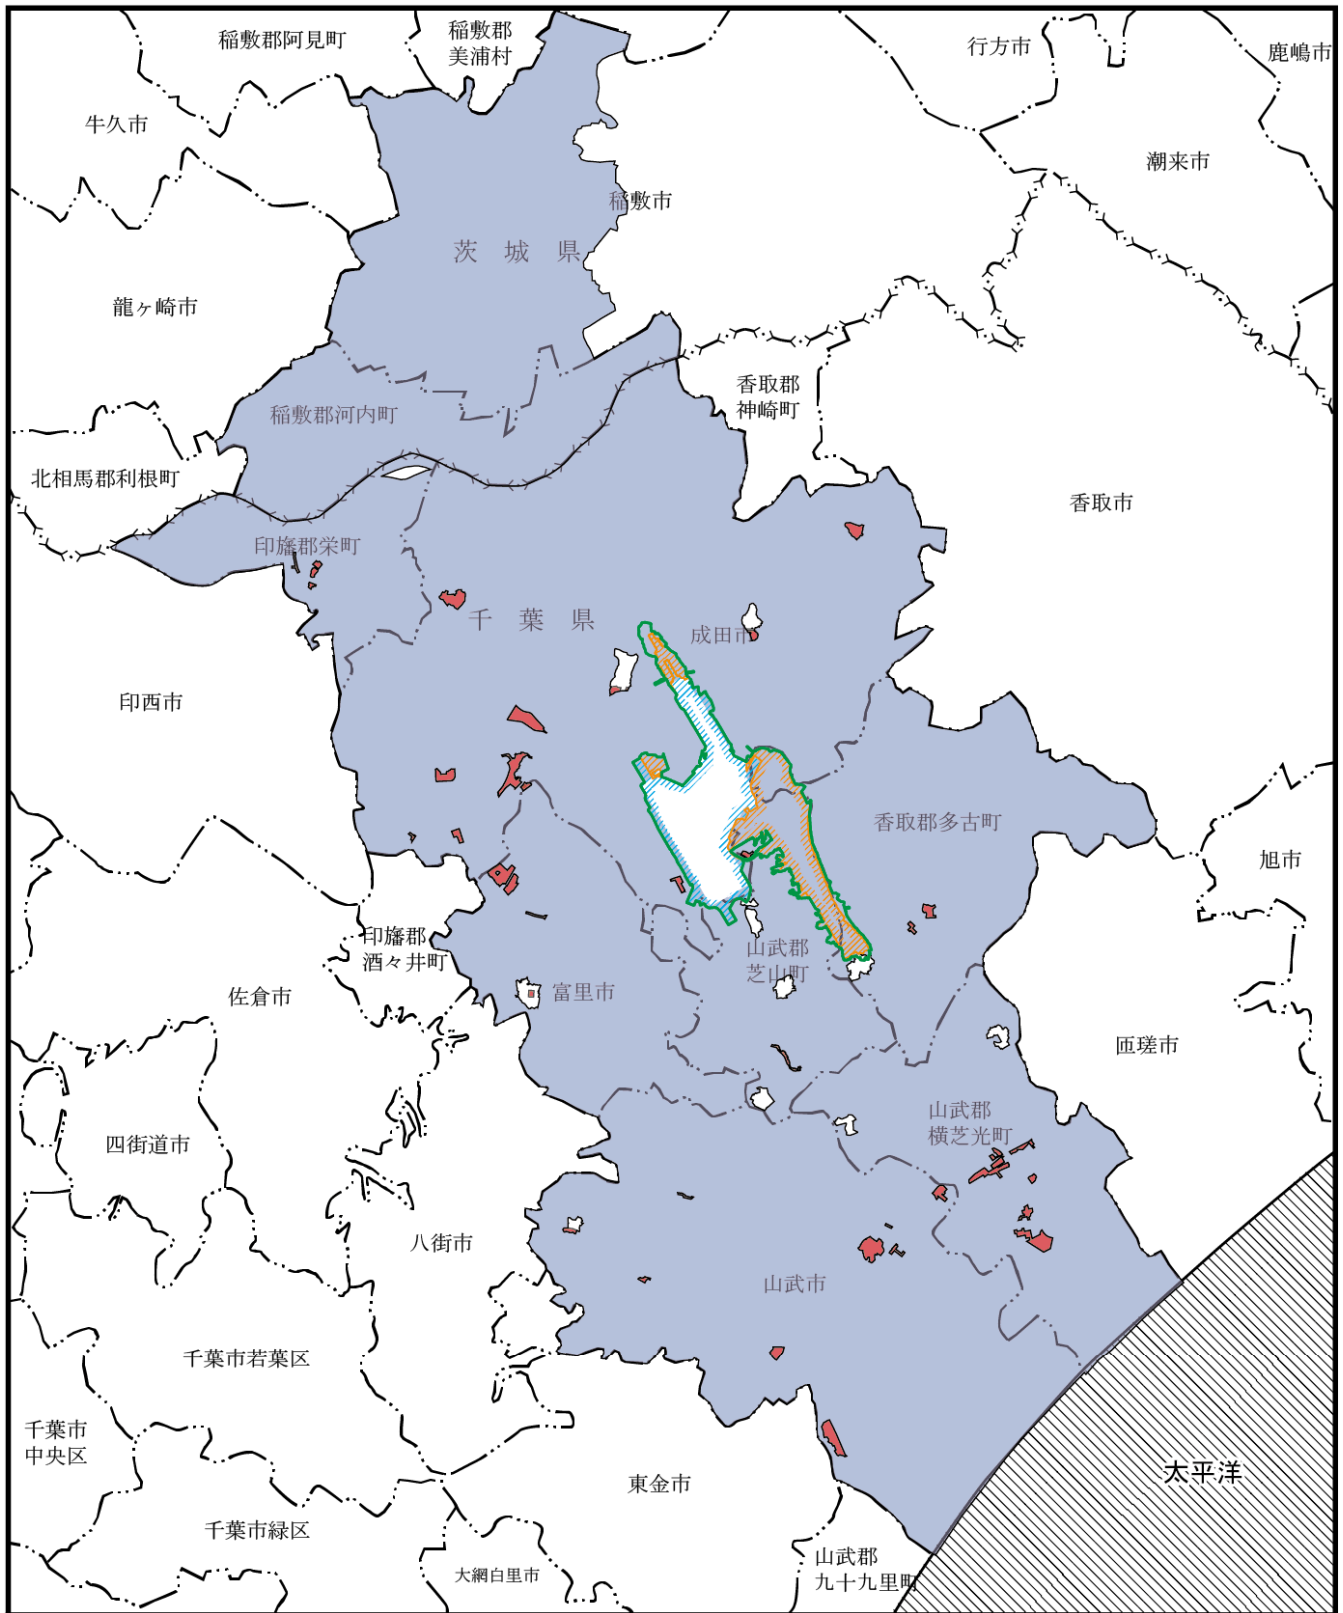 稲敷郡阿見町
稲敷郡
美浦村
行方市
鹿嶋市
牛久市
潮来市
稲敷市
茨城県
龍ヶ崎市
香取郡
神崎町
稲敷郡河内町
北相馬郡利根町
香取市
印旛郡栄町
千葉県
成田市
印西市
香取郡多古町
旭市
印旛郡
酒々井町
山武郡
芝山町
富里市
佐倉市
匝瑳市
山武郡
横芝光町
四街道市
八街市
山武市
千葉市若葉区
千葉市
中央区
太平洋
東金市
千葉市緑区
大網白里市
山武郡
九十九里町